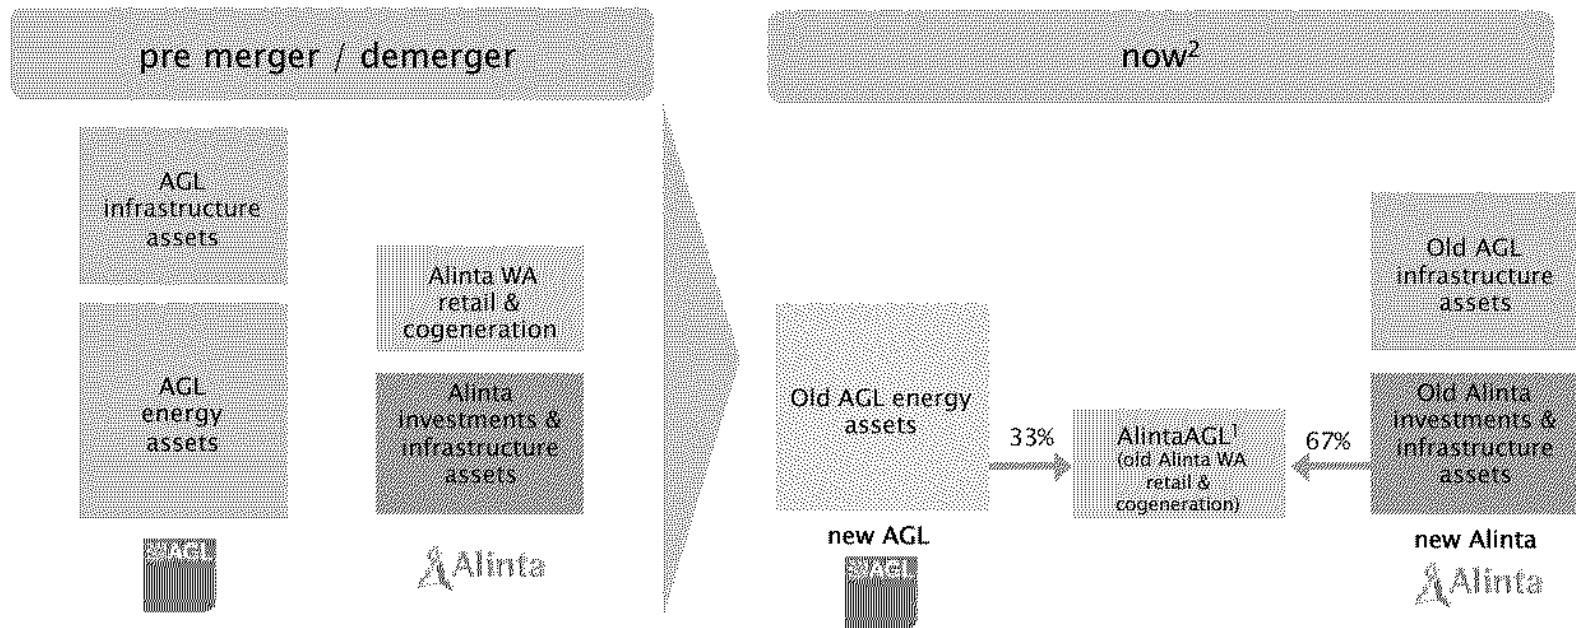 pre merger / demerger
now²
AGL
infrastructure
assets
AGL
energy
assets
AGL
Alinta WA
retail &
cogeneration
Alinta
investments &
infrastructure
assets
Alinta
Old AGL energy
assets
new AGL
AGL
33%
AlintaAGL¹
(old Alinta WA
retail &
cogeneration)
67%
Old AGL
infrastructure
assets
Old Alinta
investments &
infrastructure
assets
new Alinta
Alinta